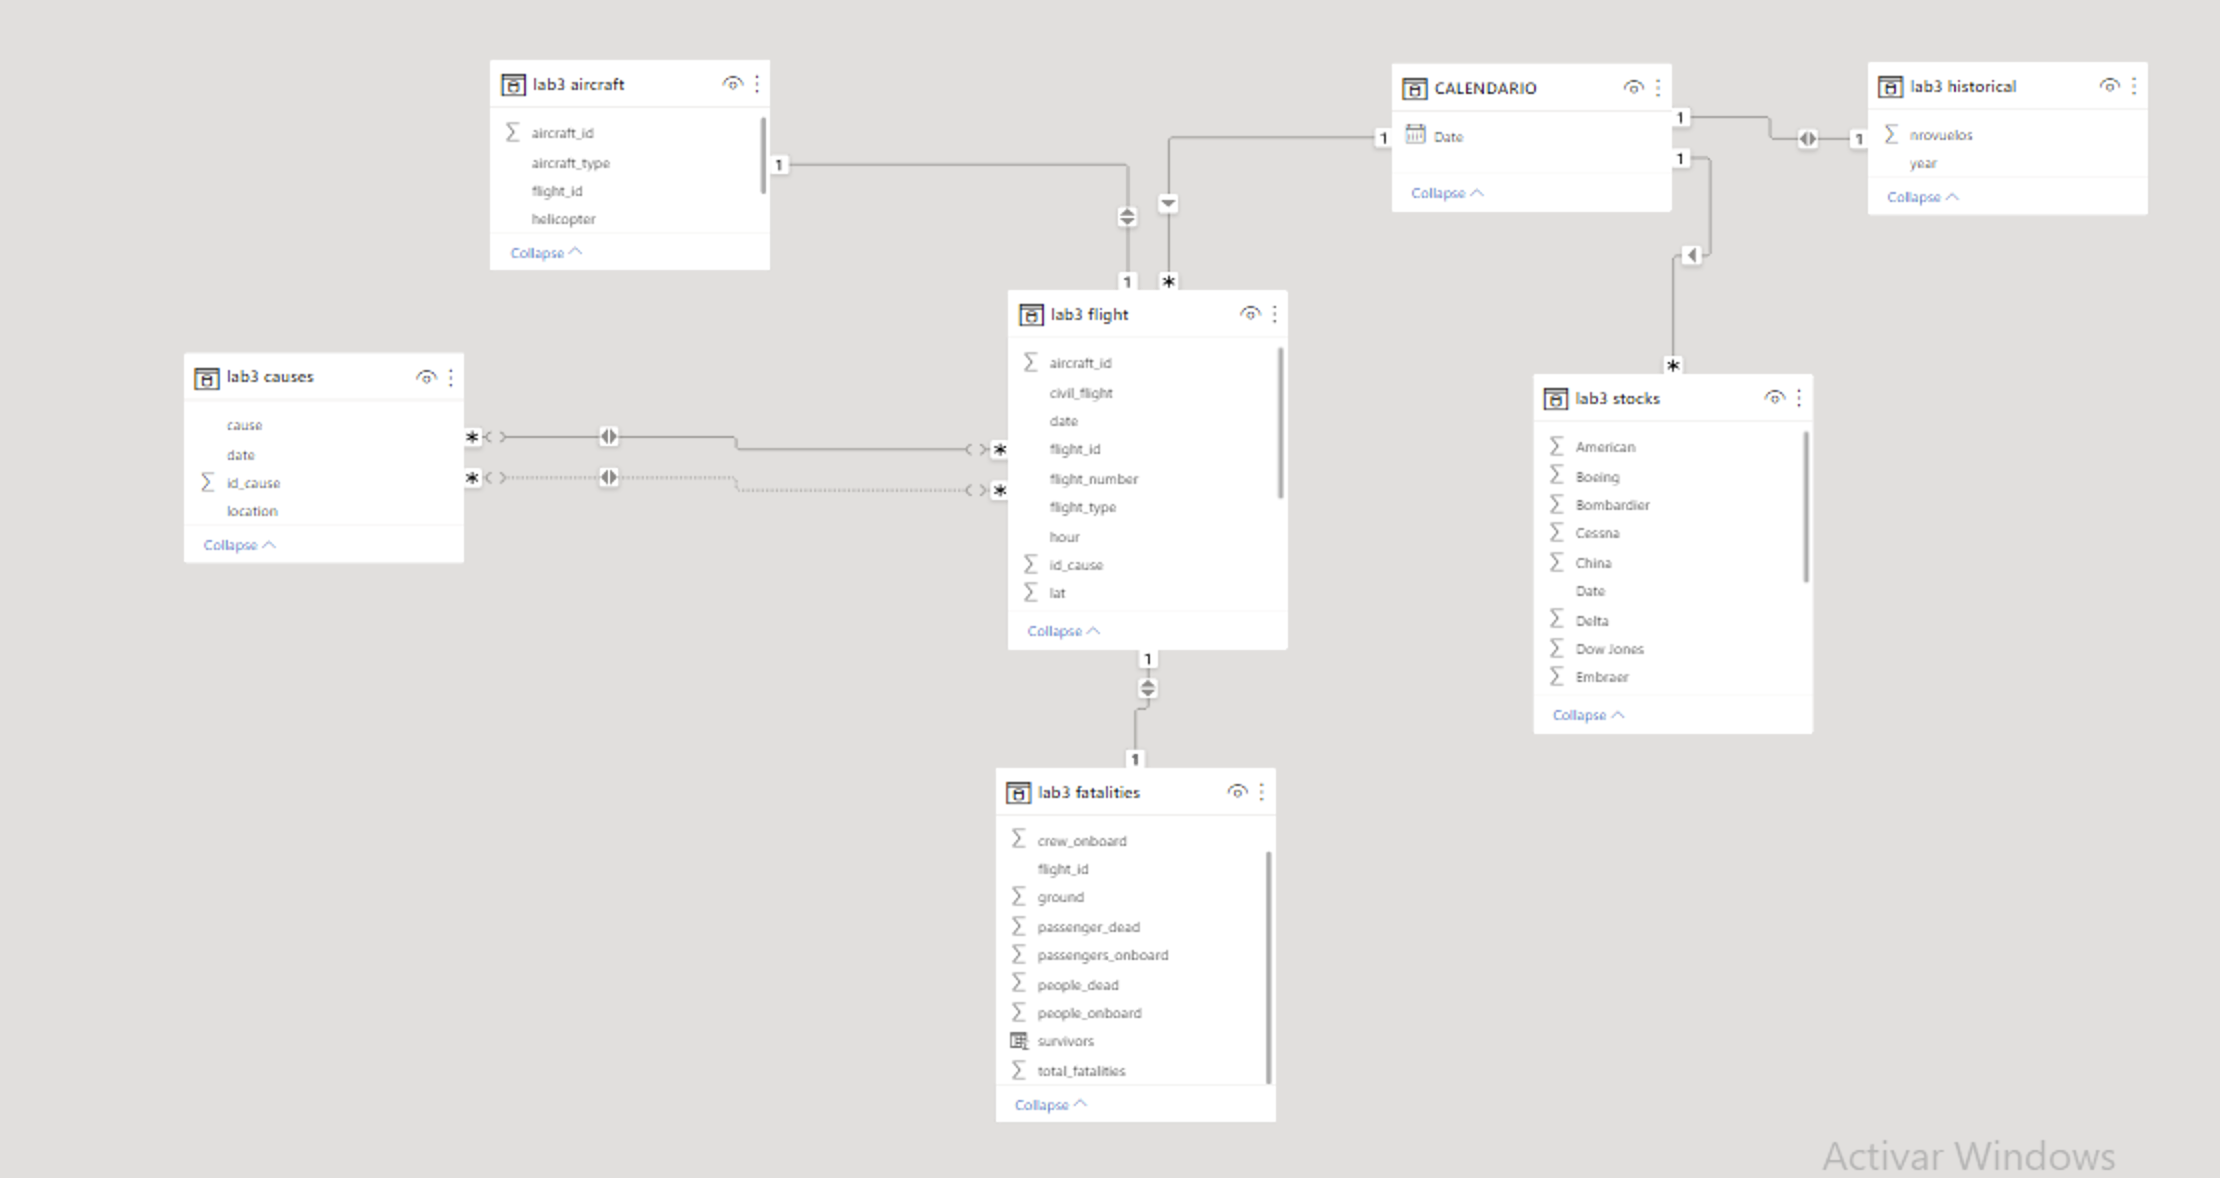 lab3 aircraft
aircraft_id
aircraft_type
flight_id
helicopter
Collapse
1
1
CALENDARIO
Date
Collapse
1
1
1
*
lab3 historical
nrovuelos
year
Collapse
1
lab3 causes
cause
date
id_cause
location
Collapse
*
*
*
*
lab3 flight
aircraft_id
civil_flight
date
flight_id
flight_number
flight_type
hour
id_cause
lat
Collapse
1
1
*
lab3 stocks
American
Boeing
Bombardier
Cessna
China
Date
Delta
Dow Jones
Embraer
Collapse
lab3 fatalities
crew_onboard
flight_id
ground
passenger_dead
passengers_onboard
people_dead
people_onboard
survivors
total_fatalities
Collapse
Activar Windows